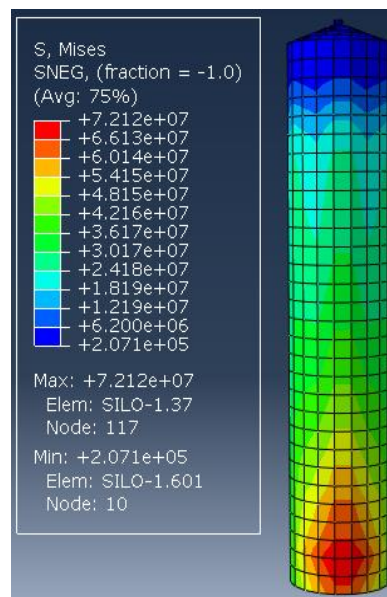 S, Mises
SNEG, (fraction = -1.0)
(Avg: 75%)
+7.212e+07
+6.613e+07
+6.014e+07
+5.415e+07
+4.815e+07
+4.216e+07
+3.617e+07
+3.017e+07
+2.418e+07
+1.819e+07
+1.219e+07
+6.200e+06
+2.071e+05
Max: +7.212e+07
Elem: SILO-1.37
Node: 117
Min: +2.071e+05
Elem: SILO-1.601
Node: 10